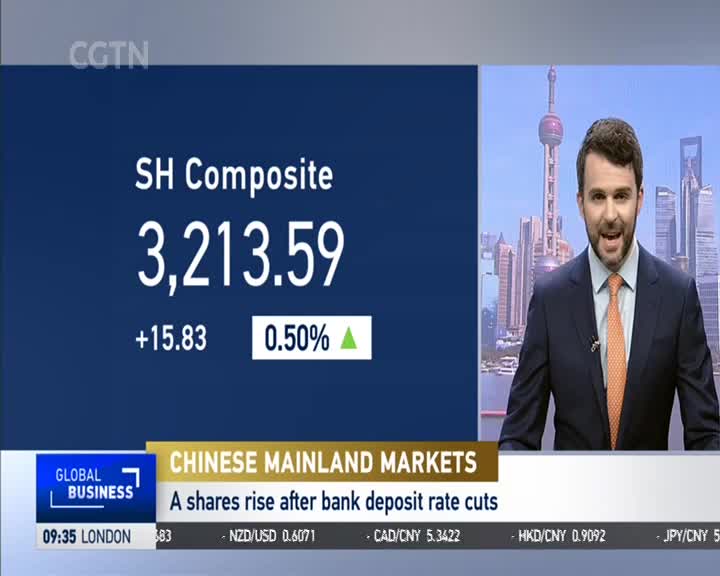 CGTN
SH Composite
3,213.59
+15.83
0.50%
CHINESE MAINLAND MARKETS
A shares rise after bank deposit rate cuts
GLOBAL
BUSINESS
09:35 LONDON
683 - NZD/USD 0.6071 - CAD/CNY 5.3422 - HKD/CNY 0.9092 - JPY/CNY 5